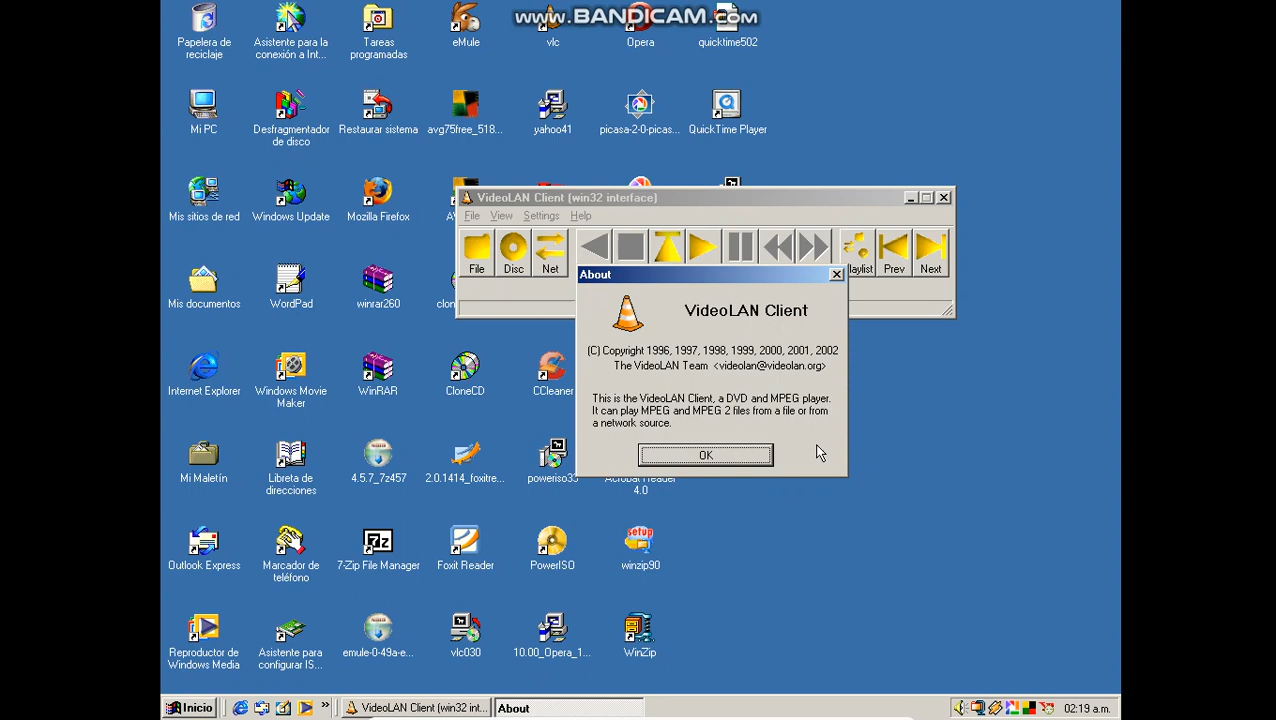 www.BANDICAM.com
Papelera de
reciclaje
Asistente para la
conexión a Int...
Tareas
programadas
eMule
vlc
Opera
quicktime502
Mi PC
Desfragmentador
de disco
Restaurar sistema
avg75free_518...
yahoo41
picasa-2-0-picas...
QuickTime Player
Mis sitios de red
Windows Update
Mozilla Firefox
VideoLAN Client (win32 interface)
File View Settings Help
File Disc Net
Prev Next
About
VideoLAN Client
(C) Copyright 1996, 1997, 1998, 1999, 2000, 2001, 2002
The VideoLAN Team <videolan@videolan.org>
This is the VideoLAN Client, a DVD and MPEG player.
It can play MPEG and MPEG 2 files from a file or from
a network source.
OK
Mis documentos
WordPad
winrar260
Internet Explorer
Windows Movie
Maker
WinRAR
CloneCD
CCleaner
Mi Maletín
Libreta de
direcciones
4.5.7_7z457
2.0.1414_foxitre...
poweriso33
Acrobat Reader
4.0
Outlook Express
Marcador de
teléfono
7-Zip File Manager
Foxit Reader
PowerISO
winzip90
Reproductor de
Windows Media
Asistente para
configurar IS...
emule-0-49a-e...
vlc030
10.00_Opera_1...
WinZip
Inicio
VideoLAN Client (win32 int...
About
02:19 a.m.